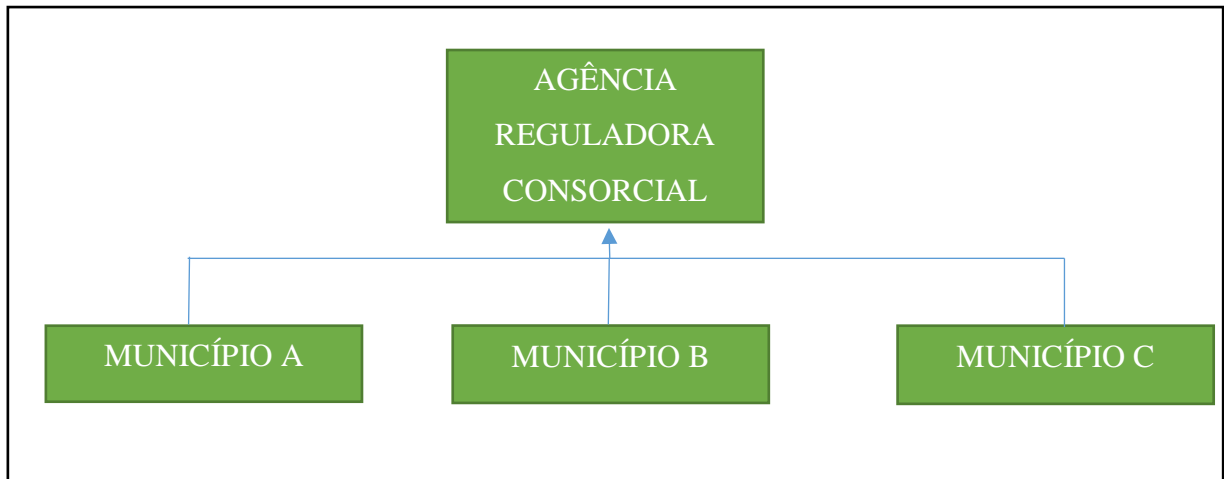 AGÊNCIA
REGULADORA
CONSORCIAL
MUNICÍPIO A
MUNICÍPIO B
MUNICÍPIO C